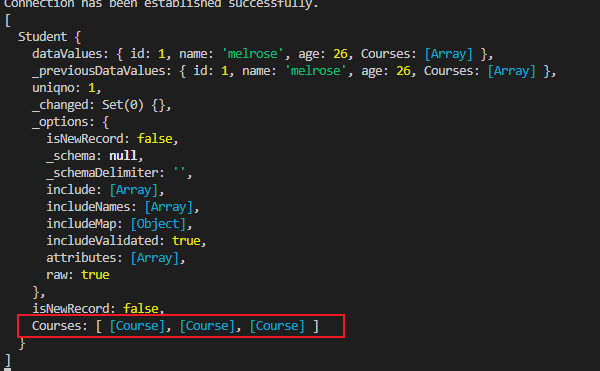 Connection has been established successfully.
[
  Student {
    dataValues: { id: 1, name: 'melrose', age: 26, Courses: [Array] },
    _previousDataValues: { id: 1, name: 'melrose', age: 26, Courses: [Array] },
    uniqno: 1,
    _changed: Set(0) {},
    _options: {
      isNewRecord: false,
      _schema: null,
      _schemaDelimiter: '',
      include: [Array],
      includeNames: [Array],
      includeMap: [Object],
      includeValidated: true,
      attributes: [Array],
      raw: true
    },
    isNewRecord: false,
    Courses: [ [Course], [Course], [Course] ]
  }
]